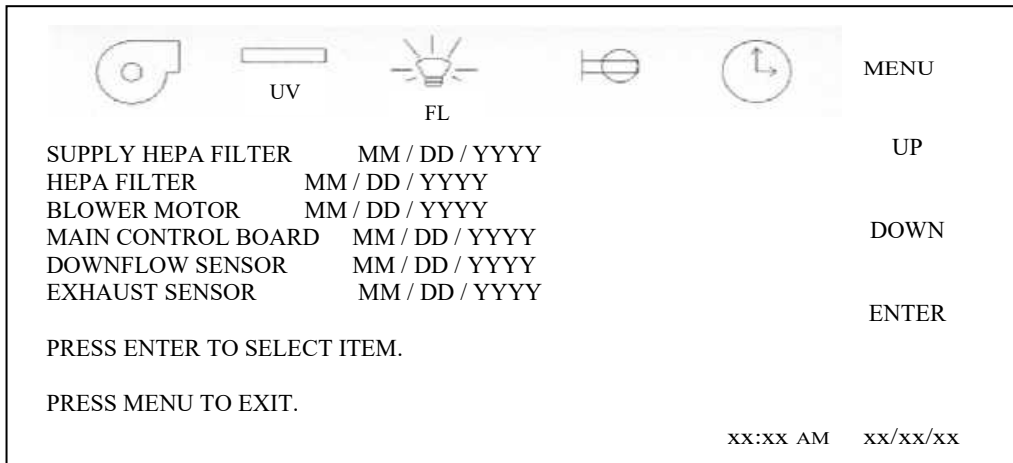 MENU
UV
FL
SUPPLY HEPA FILTER MM / DD / YYYY
UP
HEPA FILTER MM / DD / YYYY
BLOWER MOTOR MM / DD / YYYY
MAIN CONTROL BOARD MM / DD / YYYY
DOWN
DOWNFLOW SENSOR MM / DD / YYYY
EXHAUST SENSOR MM / DD / YYYY
ENTER
PRESS ENTER TO SELECT ITEM.
PRESS MENU TO EXIT.
xx:xx AM xx/xx/xx